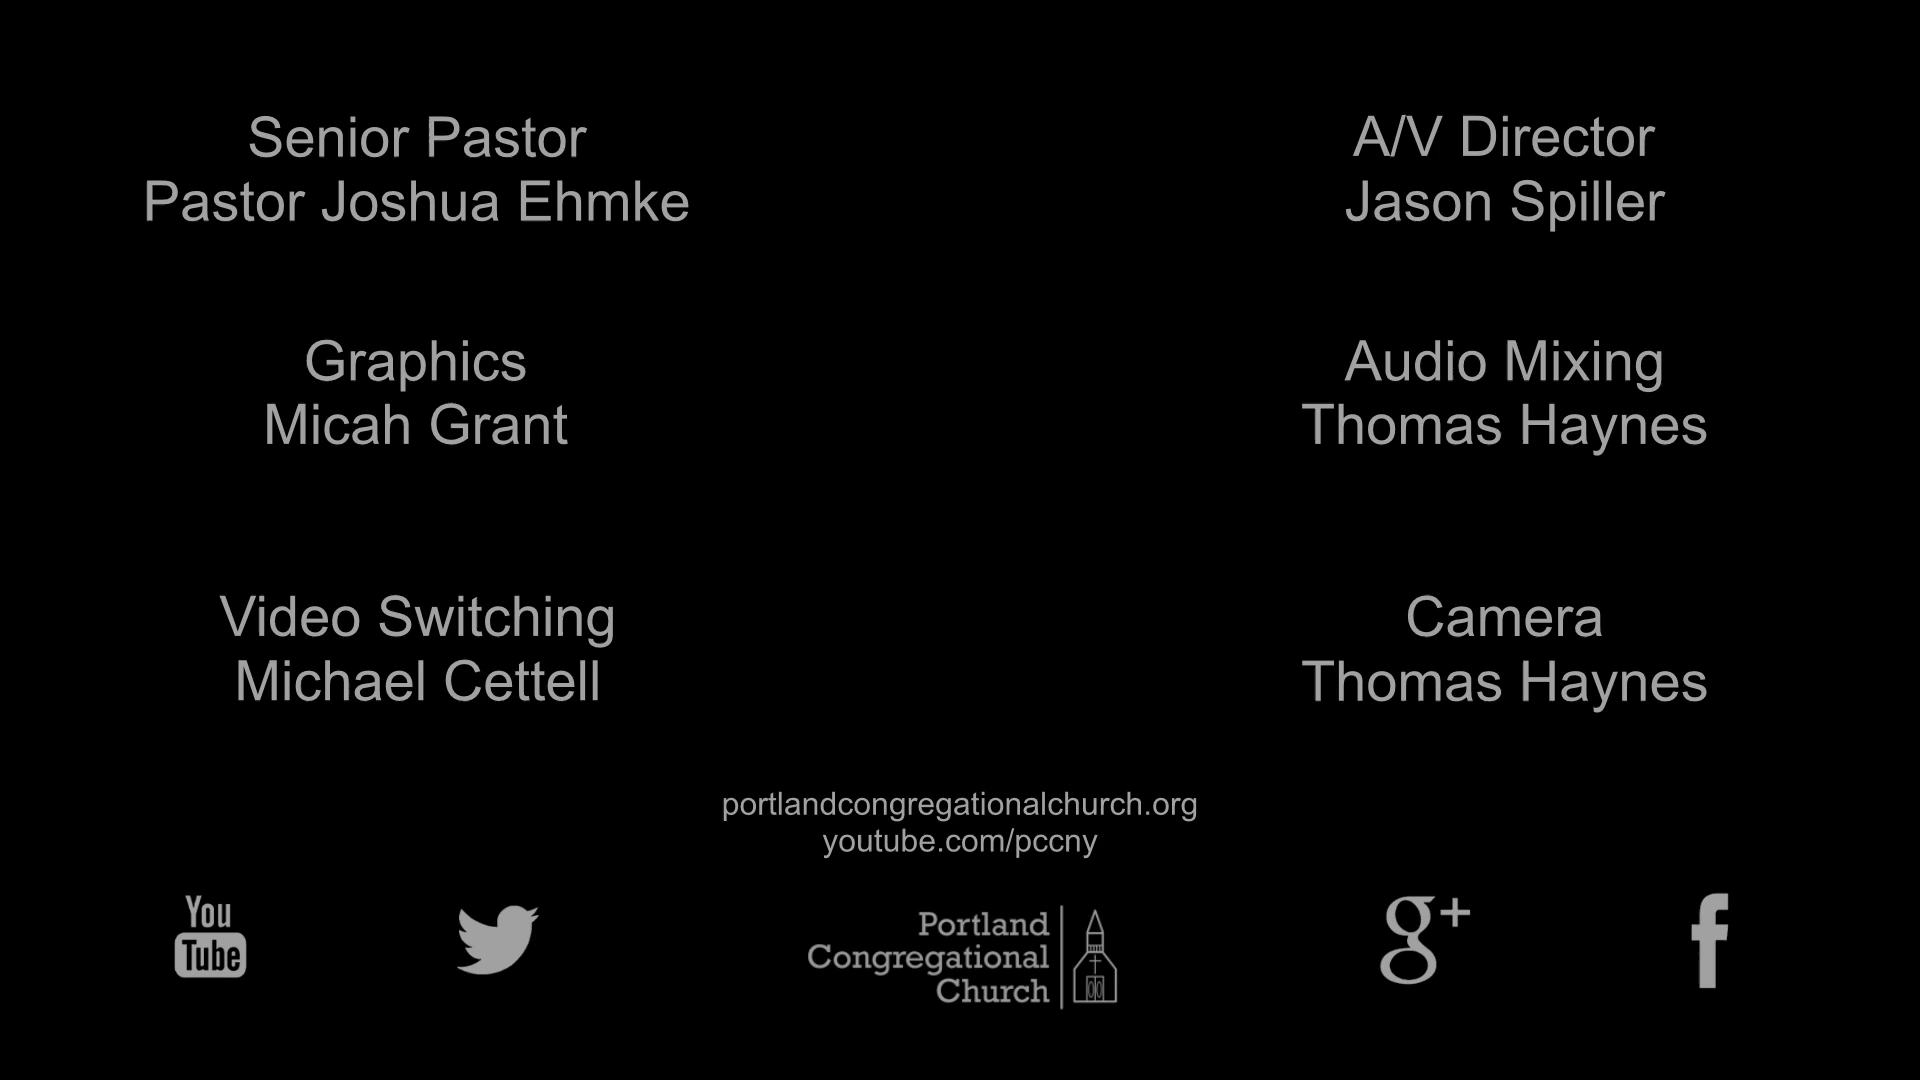 Senior Pastor
Pastor Joshua Ehmke
A/V Director
Jason Spiller
Graphics
Micah Grant
Audio Mixing
Thomas Haynes
Video Switching
Michael Cettell
Camera
Thomas Haynes
portlandcongregationalchurch.org
youtube.com/pccny
You
Tube
Portland
Congregational
Church
g+
f